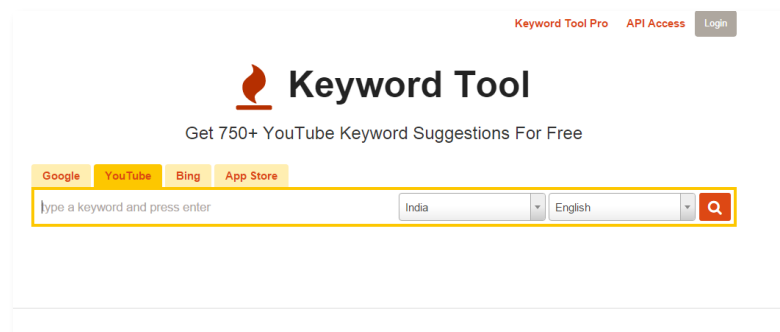 Keyword Tool Pro API Access Login
Keyword Tool
Get 750+ YouTube Keyword Suggestions For Free
Google YouTube Bing App Store
type a keyword and press enter India English